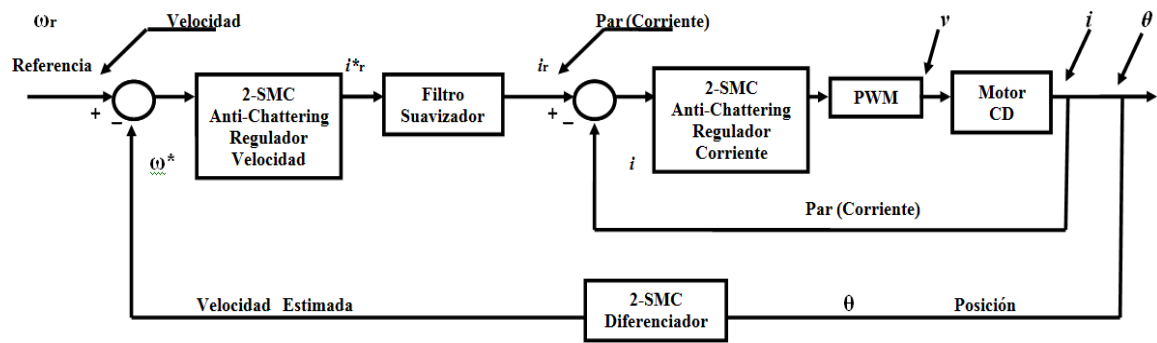 ωr
Velocidad
Par (Corriente)
v
i
θ
Referencia
i*r
ir
+
−
2-SMC
Anti-Chattering
Regulador
Velocidad
Filtro
Suavizador
+
−
2-SMC
Anti-Chattering
Regulador
Corriente
PWM
Motor
CD
ω*
i
Par (Corriente)
Velocidad Estimada
2-SMC
Diferenciador
θ
Posición